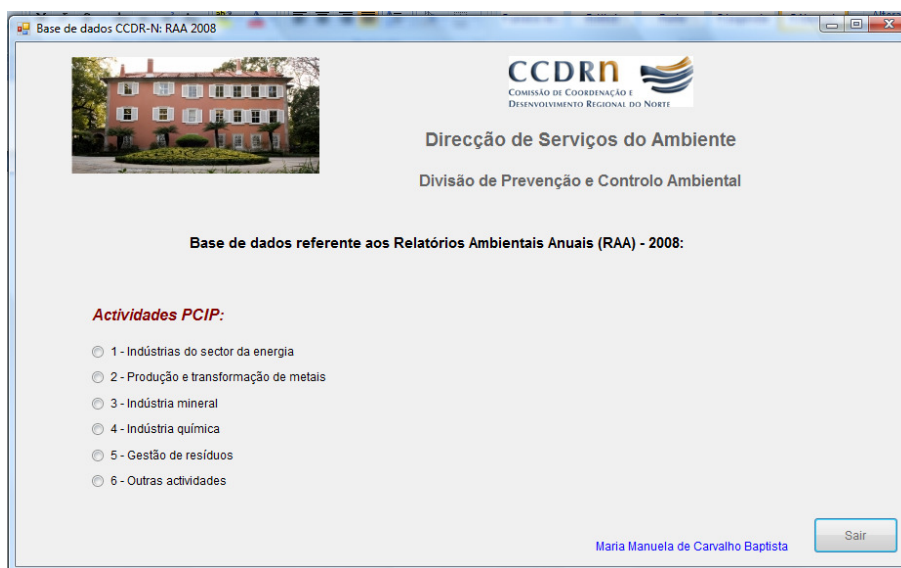 Base de dados CCDR-N: RAA 2008
CCDRn
COMISSÃO DE COORDENAÇÃO E
DESENVOLVIMENTO REGIONAL DO NORTE
Direcção de Serviços do Ambiente
Divisão de Prevenção e Controlo Ambiental
Base de dados referente aos Relatórios Ambientais Anuais (RAA) - 2008:
Actividades PCIP:
1 - Indústrias do sector da energia
2 - Produção e transformação de metais
3 - Indústria mineral
4 - Indústria química
5 - Gestão de resíduos
6 - Outras actividades
Maria Manuela de Carvalho Baptista
Sair